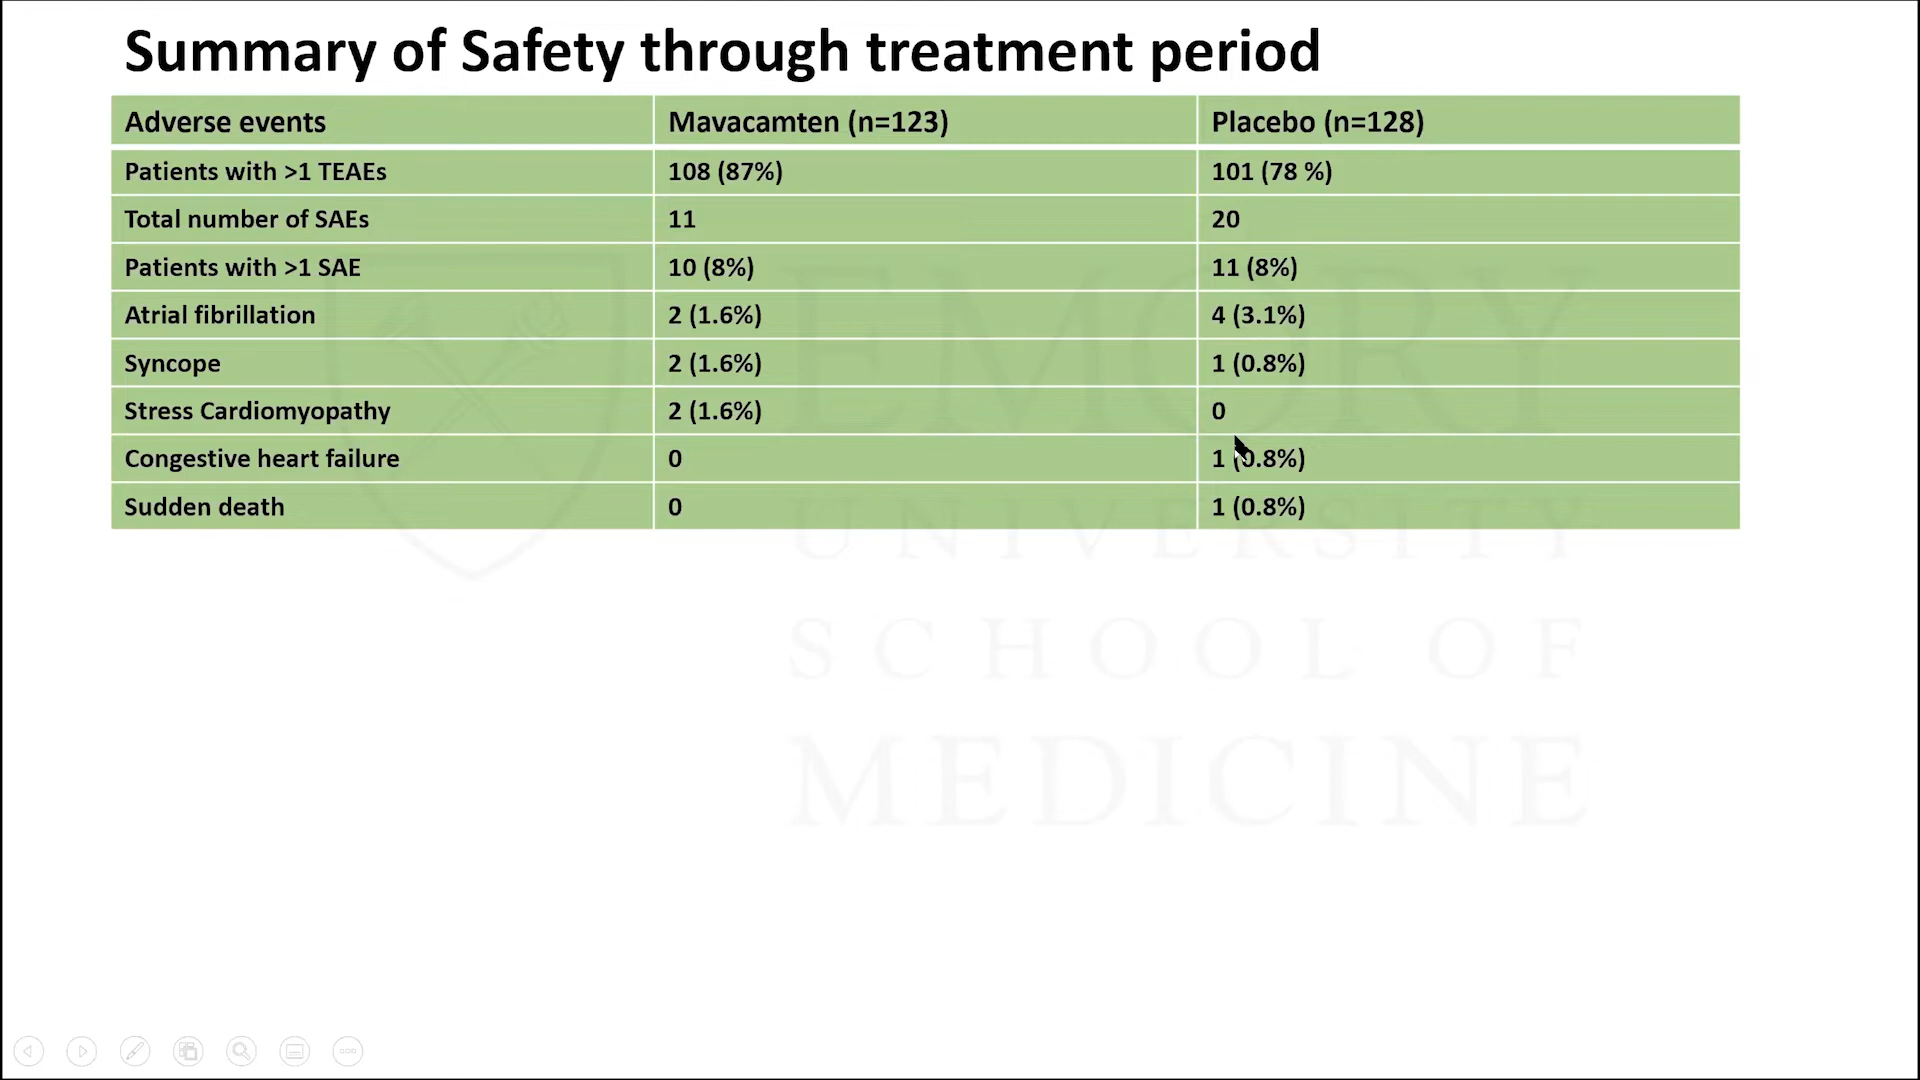 Summary of Safety through treatment period
Adverse events Mavacamten (n=123) Placebo (n=128)
Patients with >1 TEAEs 108 (87%) 101 (78 %)
Total number of SAEs 11 20
Patients with >1 SAE 10 (8%) 11 (8%)
Atrial fibrillation 2 (1.6%) 4 (3.1%)
Syncope 2 (1.6%) 1 (0.8%)
Stress Cardiomyopathy 2 (1.6%) 0
Congestive heart failure 0 1 (0.8%)
Sudden death 0 1 (0.8%)
EMORY
UNIVERSITY
SCHOOL OF
MEDICINE